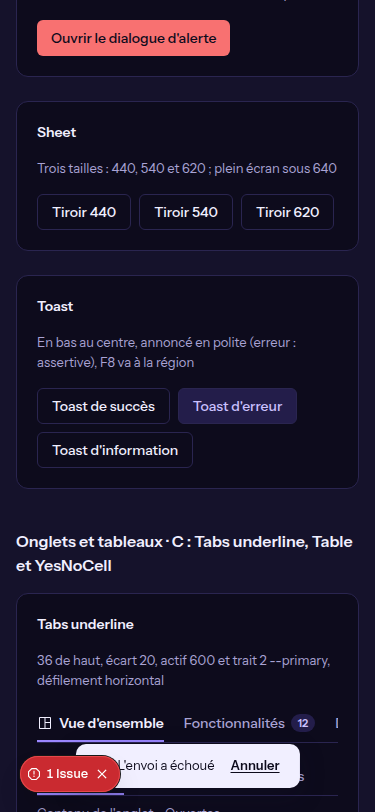 Ouvrir le dialogue d'alerte
Sheet
Trois tailles : 440, 540 et 620 ; plein écran sous 640
Tiroir 440
Tiroir 540
Tiroir 620
Toast
En bas au centre, annoncé en polite (erreur :
assertive), F8 va à la région
Toast de succès
Toast d'erreur
Toast d'information
Onglets et tableaux · C : Tabs underline, Table
et YesNoCell
Tabs underline
36 de haut, écart 20, actif 600 et trait 2 --primary,
défilement horizontal
Vue d'ensemble
Fonctionnalités 12
L'envoi a échoué
Annuler
1 Issue